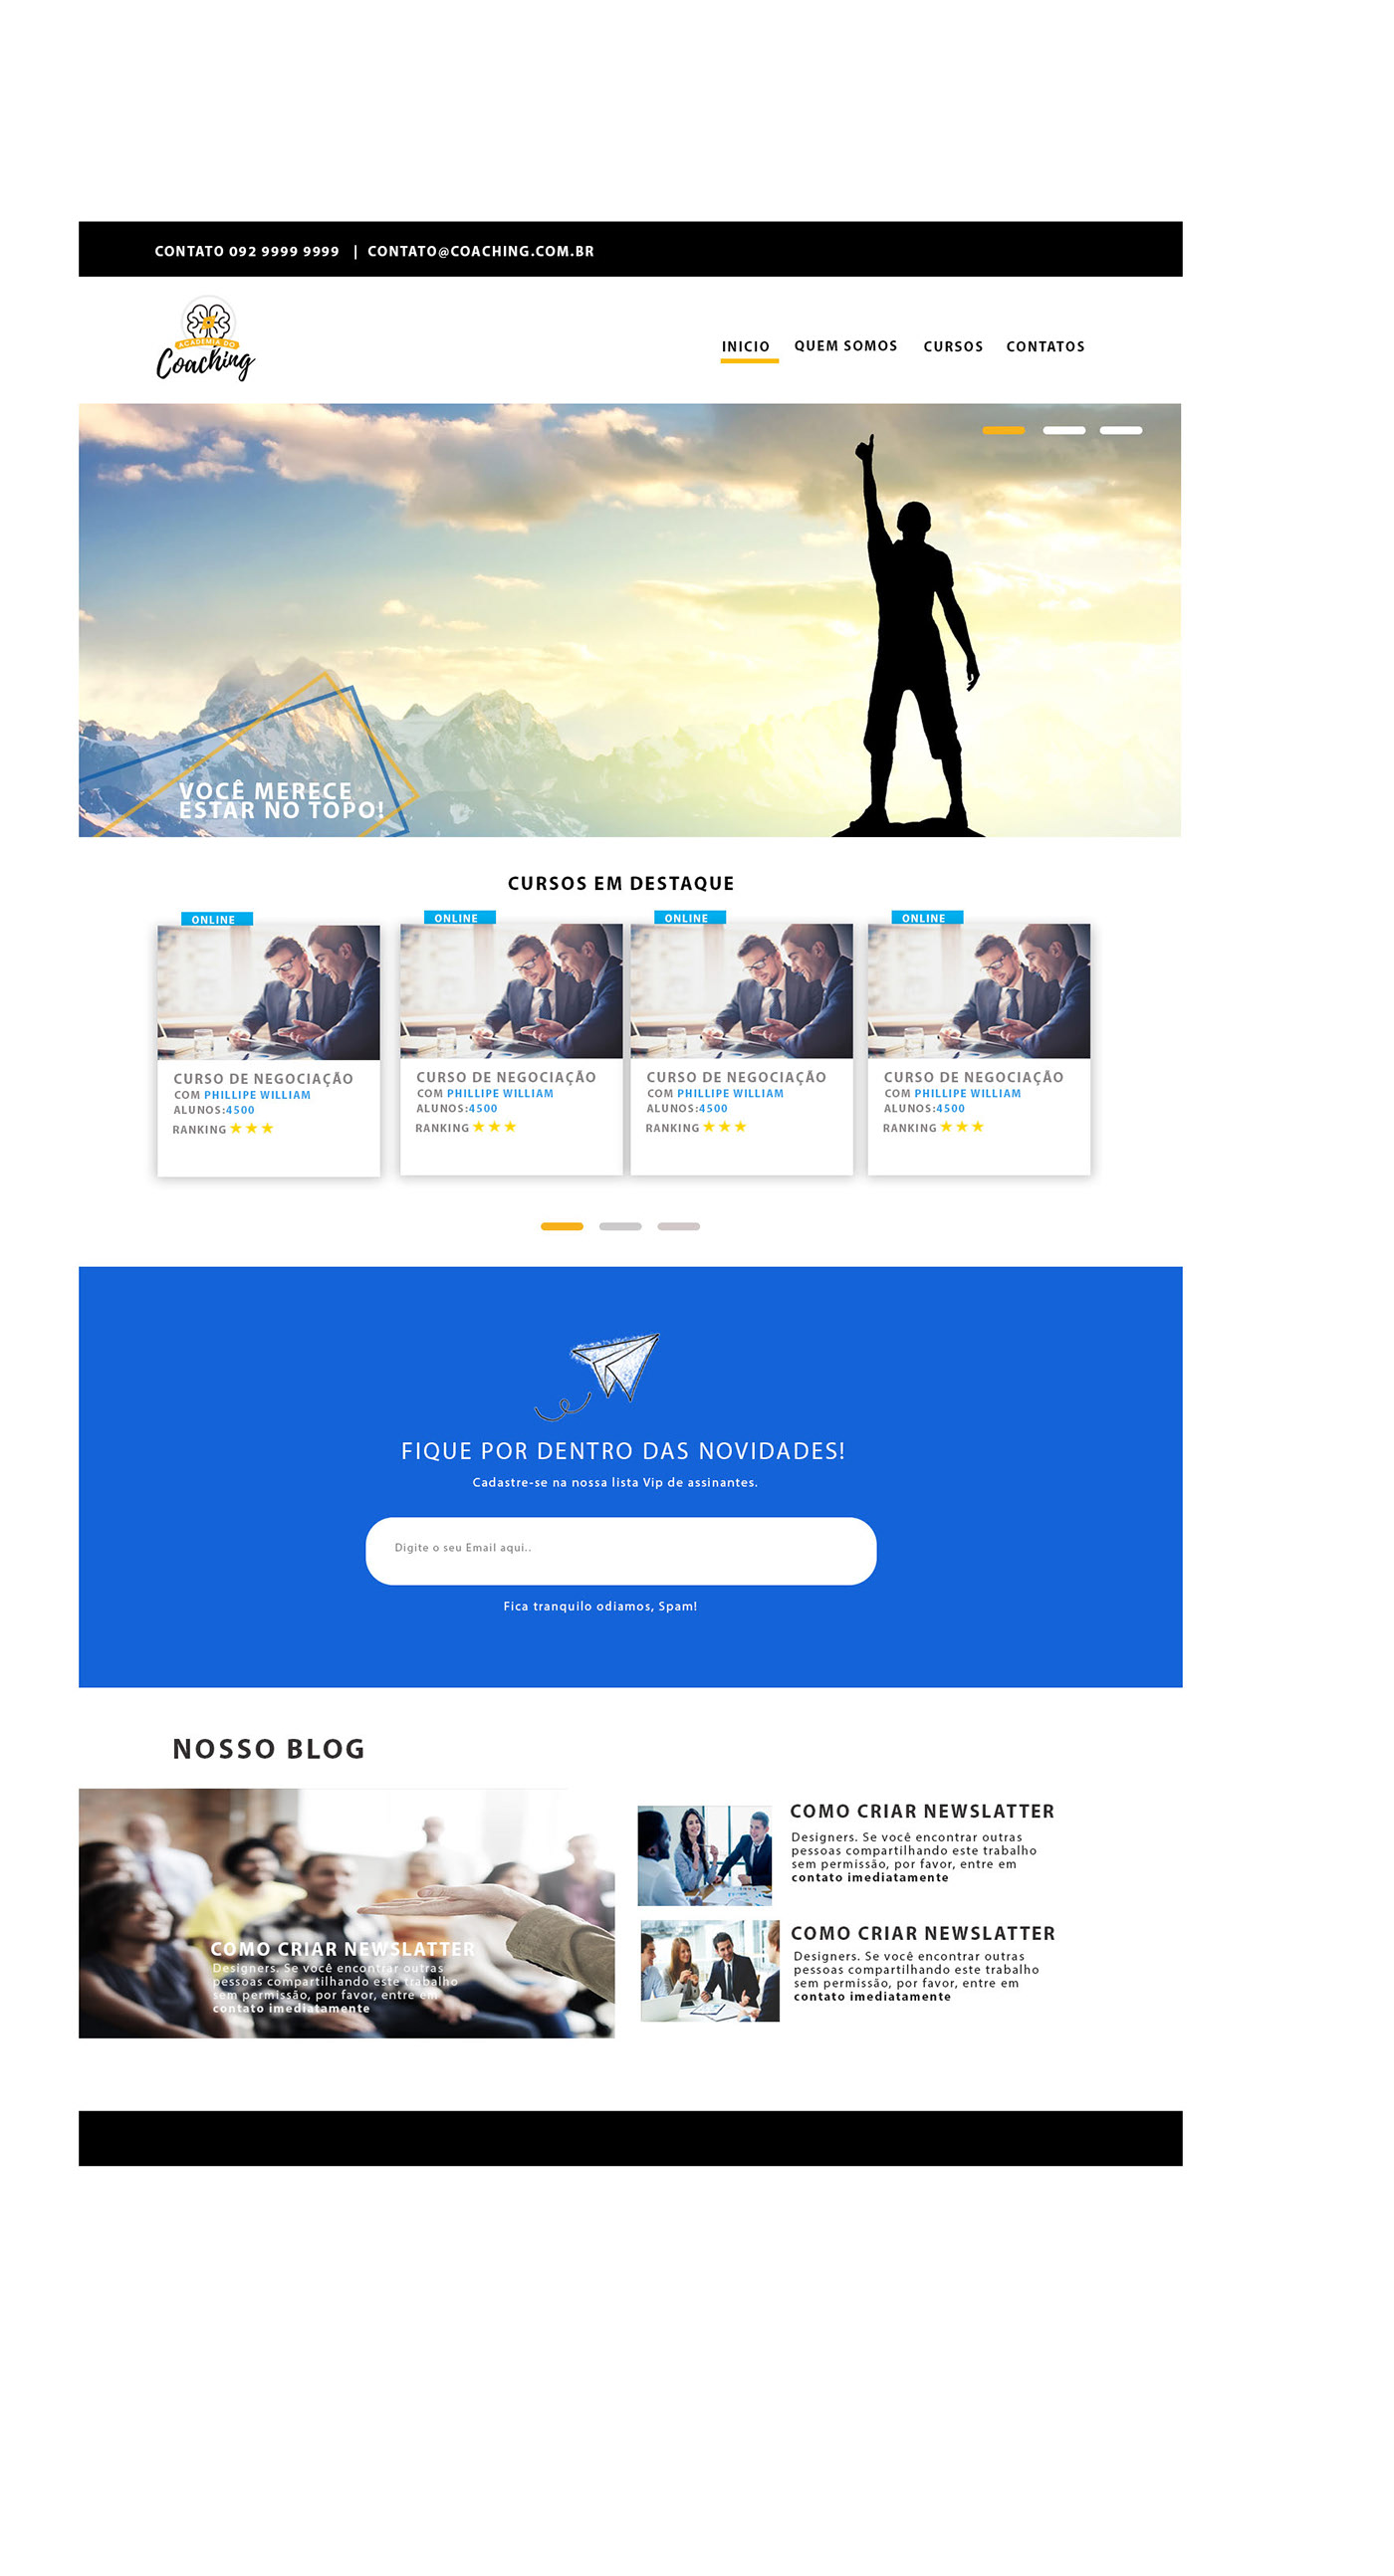 CONTATO 092 9999 9999 | CONTATO@COACHING.COM.BR
ACADEMIA DO
Coaching
INICIO QUEM SOMOS CURSOS CONTATOS
VOCÊ MERECE
ESTAR NO TOPO!
CURSOS EM DESTAQUE
ONLINE
CURSO DE NEGOCIAÇÃO
COM PHILLIPE WILLIAM
ALUNOS:4500
RANKING ★★★
ONLINE
CURSO DE NEGOCIAÇÃO
COM PHILLIPE WILLIAM
ALUNOS:4500
RANKING ★★★
ONLINE
CURSO DE NEGOCIAÇÃO
COM PHILLIPE WILLIAM
ALUNOS:4500
RANKING ★★★
ONLINE
CURSO DE NEGOCIAÇÃO
COM PHILLIPE WILLIAM
ALUNOS:4500
RANKING ★★★
FIQUE POR DENTRO DAS NOVIDADES!
Cadastre-se na nossa lista Vip de assinantes.
Digite o seu Email aqui..
Fica tranquilo odiamos, Spam!
NOSSO BLOG
COMO CRIAR NEWSLATTER
Designers. Se você encontrar outras
pessoas compartilhando este trabalho
sem permissão, por favor, entre em
contato imediatamente
COMO CRIAR NEWSLATTER
Designers. Se você encontrar outras
pessoas compartilhando este trabalho
sem permissão, por favor, entre em
contato imediatamente
COMO CRIAR NEWSLATTER
Designers. Se você encontrar outras
pessoas compartilhando este trabalho
sem permissão, por favor, entre em
contato imediatamente